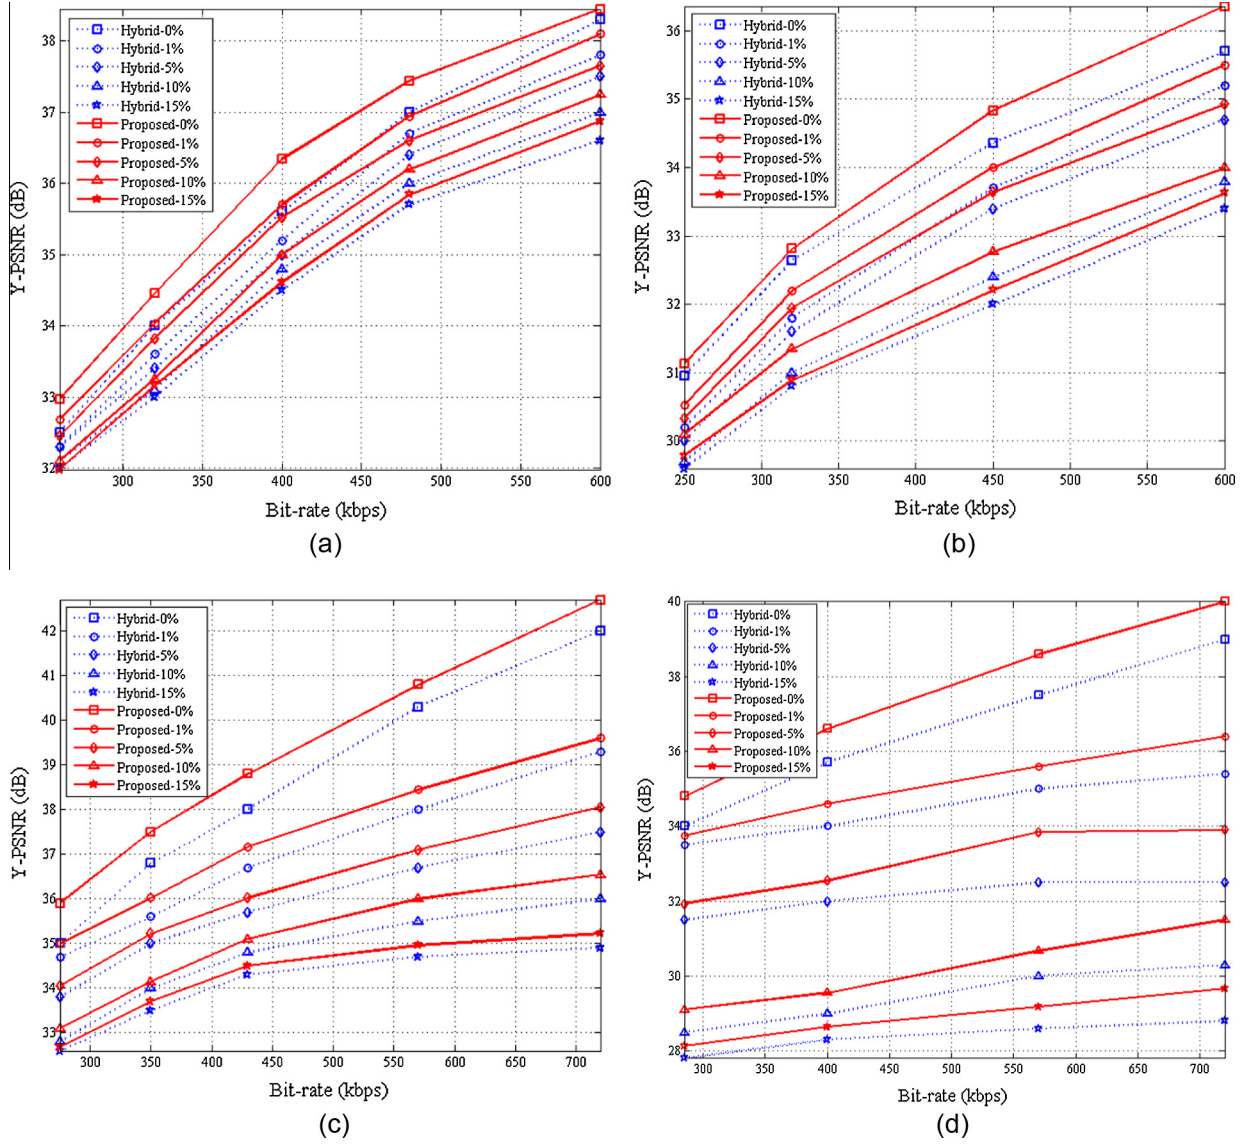 38
37
36
35
34
33
32
Y-PSNR (dB)
Hybrid-0%
Hybrid-1%
Hybrid-5%
Hybrid-10%
Hybrid-15%
Proposed-0%
Proposed-1%
Proposed-5%
Proposed-10%
Proposed-15%
300 350 400 450 500 550 600
Bit-rate (kbps)
(a)
36
35
34
33
32
31
30
Y-PSNR (dB)
Hybrid-0%
Hybrid-1%
Hybrid-5%
Hybrid-10%
Hybrid-15%
Proposed-0%
Proposed-1%
Proposed-5%
Proposed-10%
Proposed-15%
250 300 350 400 450 500 550 600
Bit-rate (kbps)
(b)
42
41
40
39
38
37
36
35
34
33
Y-PSNR (dB)
Hybrid-0%
Hybrid-1%
Hybrid-5%
Hybrid-10%
Hybrid-15%
Proposed-0%
Proposed-1%
Proposed-5%
Proposed-10%
Proposed-15%
300 350 400 450 500 550 600 650 700
Bit-rate (kbps)
(c)
40
38
36
34
32
30
28
Y-PSNR (dB)
Hybrid-0%
Hybrid-1%
Hybrid-5%
Hybrid-10%
Hybrid-15%
Proposed-0%
Proposed-1%
Proposed-5%
Proposed-10%
Proposed-15%
300 350 400 450 500 550 600 650 700
Bit-rate (kbps)
(d)